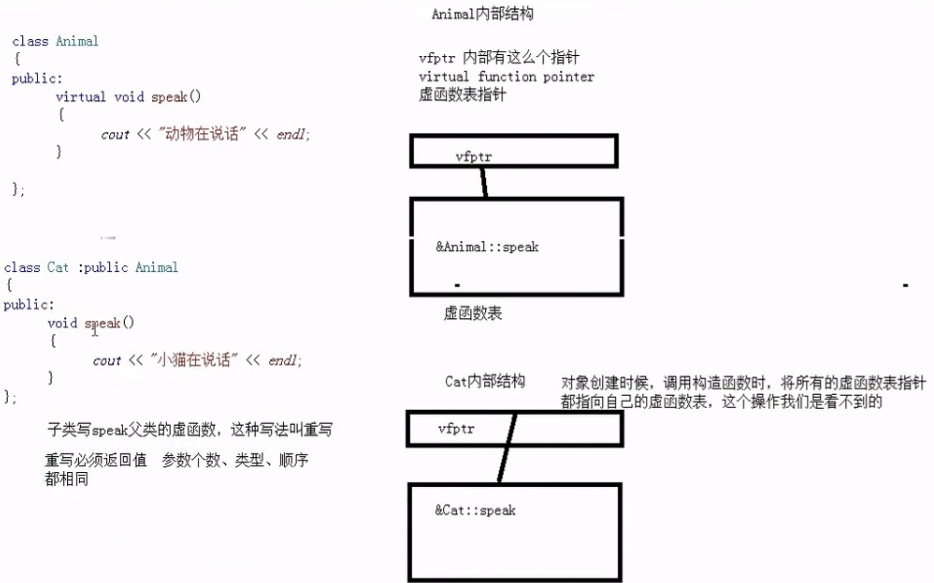 class Animal
{
public:
virtual void speak()
{
cout << "动物在说话" << endl;
}
};
class Cat :public Animal
{
public:
void speak()
{
cout << "小猫在说话" << endl;
}
};
子类写speak父类的虚函数，这种写法叫重写
重写必须返回值 参数个数、类型、顺序
都相同
Animal内部结构
vfptr 内部有这么个指针
virtual function pointer
虚函数表指针
vfptr
&Animal::speak
虚函数表
Cat内部结构
对象创建时候，调用构造函数时，将所有的虚函数表指针
都指向自己的虚函数表，这个操作我们是看不到的
vfptr
&Cat::speak